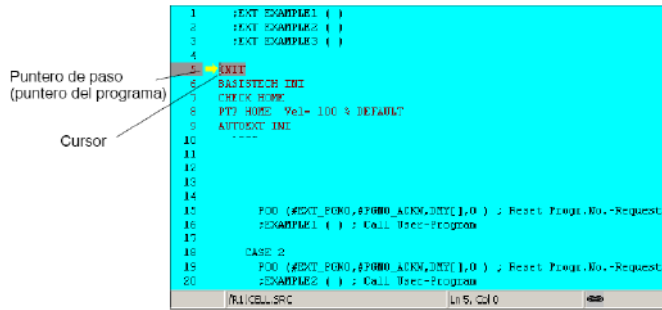 Puntero de paso
(puntero del programa)
Cursor
1 ;EXT EXAMPLE1 ( )
2 ;EXT EXAMPLE2 ( )
3 ;EXT EXAMPLE3 ( )
4
5 INIT
6 BASISTECH INI
7 CHECK HOME
8 PTP HOME Vel= 100 % DEFAULT
9 AUTOEXT INI
10
11
12
13
14
15 P00 (#EXT_PGNO,#PGNO_ACKN,DMY[],0 ) ; Reset Progr.No.-Request
16 ;EXAMPLE1 ( ) ; Call User-Program
17
18 CASE 2
19 P00 (#EXT_PGNO,#PGNO_ACKN,DMY[],0 ) ; Reset Progr.No.-Request
20 ;EXAMPLE2 ( ) ; Call User-Program
/R1/CELL.SRC Ln 5, Col 0